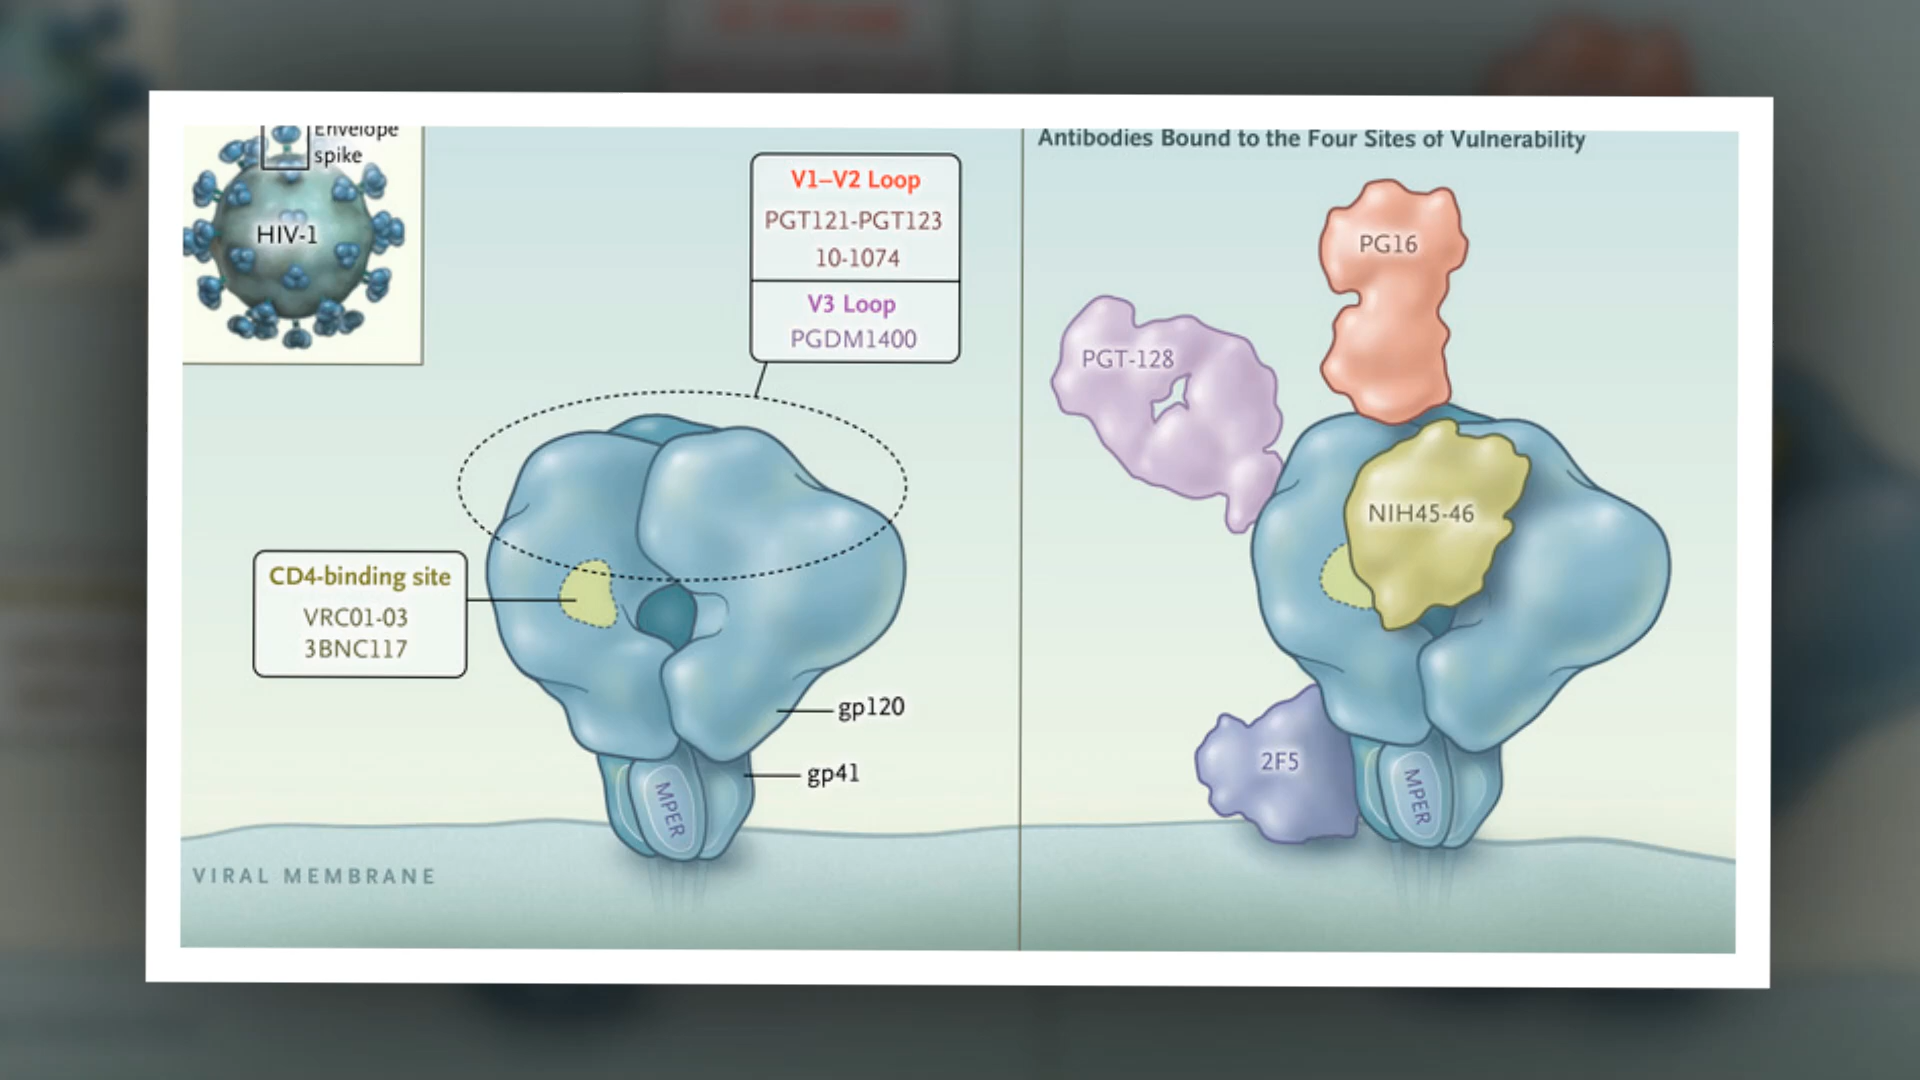 Envelope
spike
HIV-1
V1–V2 Loop
PGT121-PGT123
10-1074
V3 Loop
PGDM1400
CD4-binding site
VRC01-03
3BNC117
gp120
gp41
MPER
VIRAL MEMBRANE
Antibodies Bound to the Four Sites of Vulnerability
PG16
PGT-128
NIH45-46
2F5
MPER